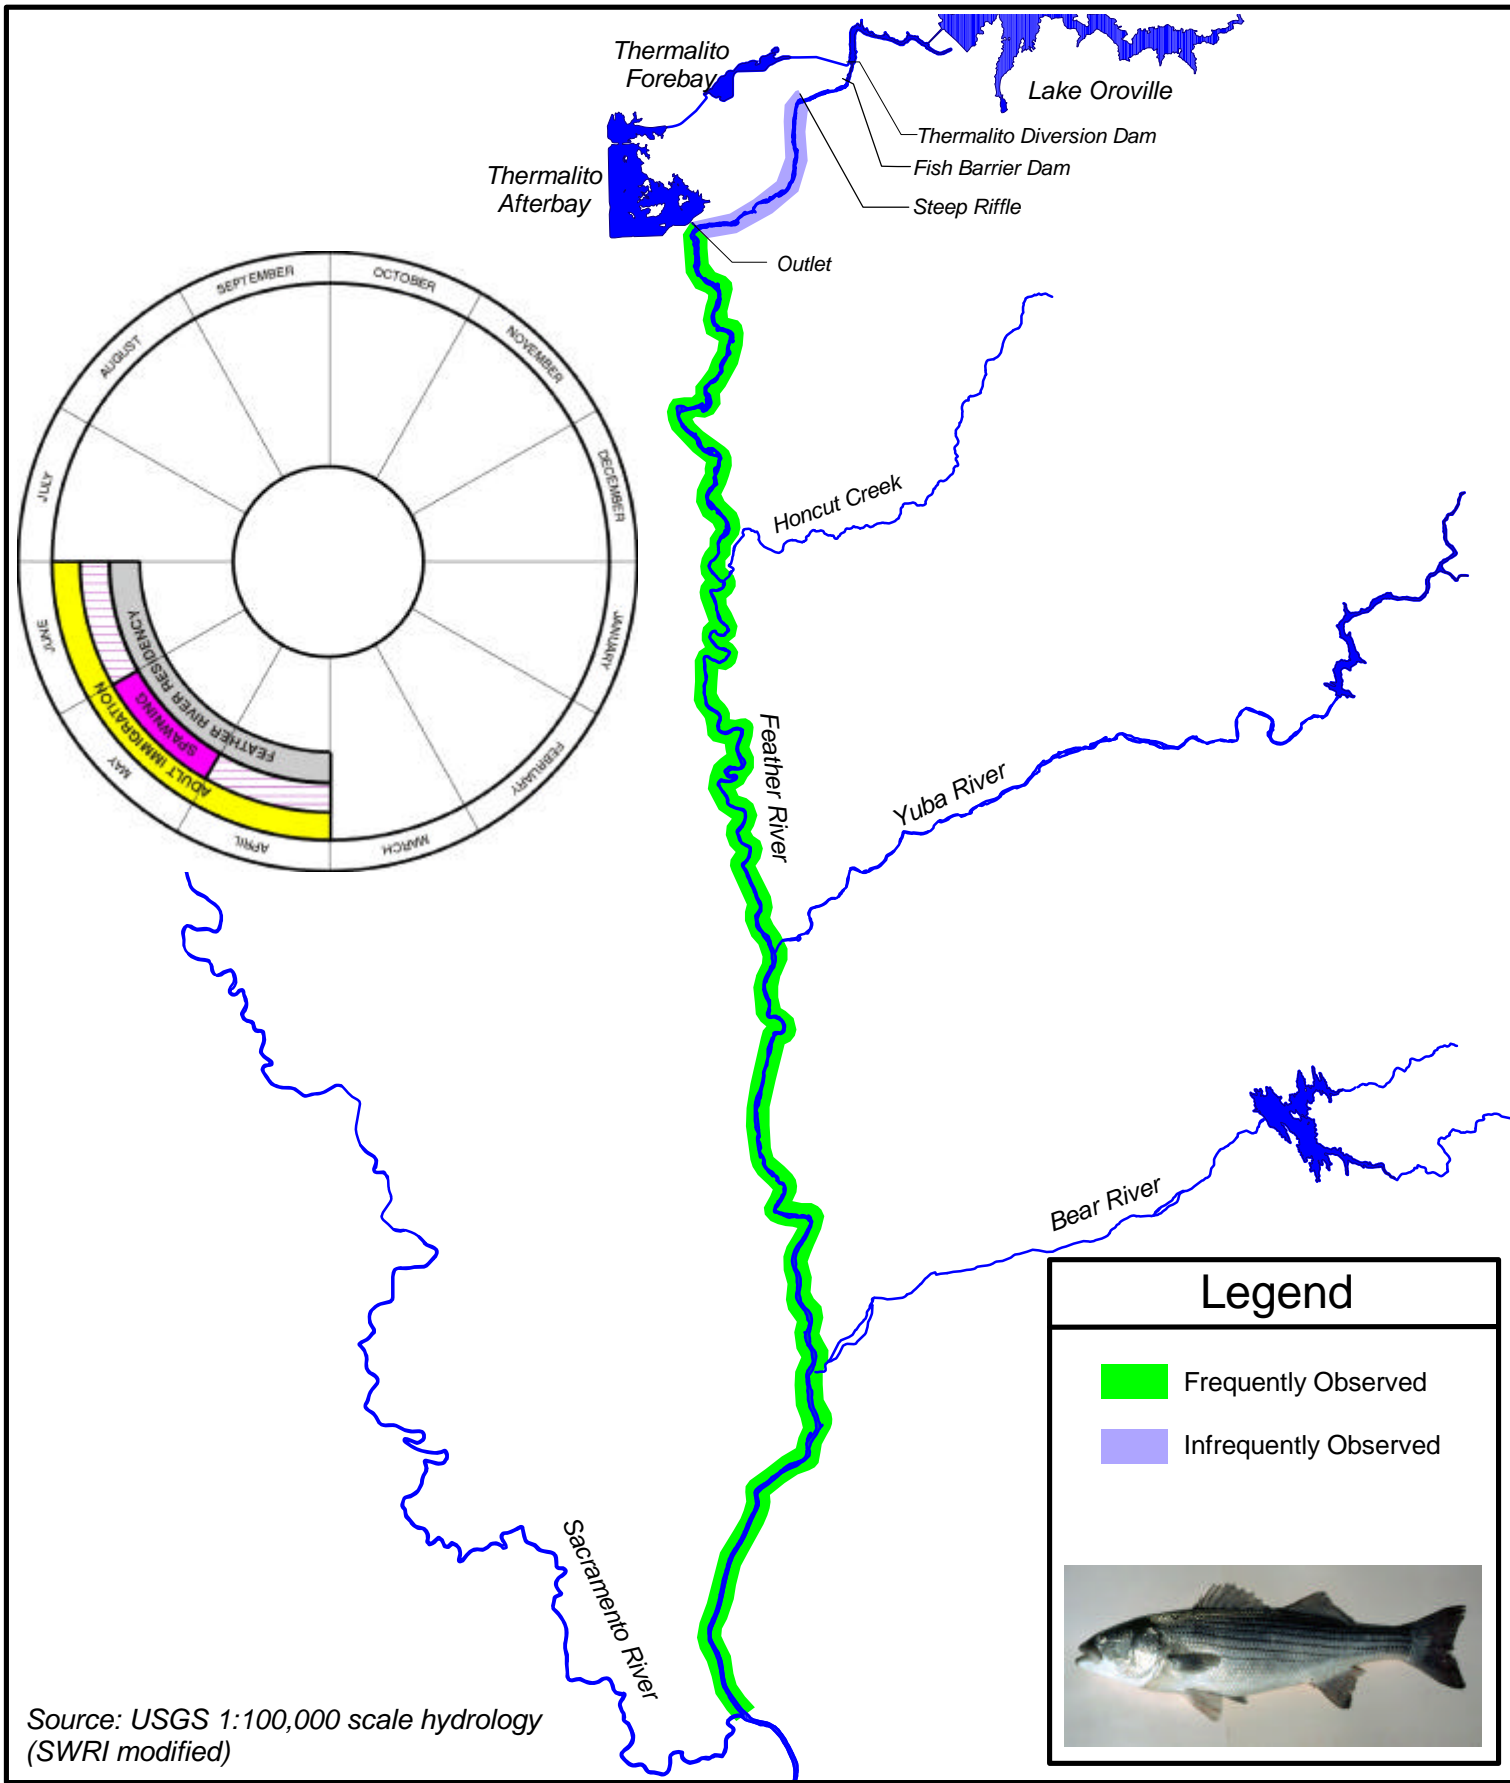 Thermalito
Forebay
Lake Oroville
Thermalito Diversion Dam
Fish Barrier Dam
Thermalito
Afterbay
Steep Riffle
Outlet
SEPTEMBER
OCTOBER
NOVEMBER
DECEMBER
JANUARY
FEBRUARY
MARCH
APRIL
MAY
JUNE
JULY
AUGUST
FEATHER RIVER RESIDENCY
SPAWNING
ADULT IMMIGRATION
Honcut Creek
Feather River
Yuba River
Bear River
Sacramento River
Legend
Frequently Observed
Infrequently Observed
Source: USGS 1:100,000 scale hydrology
(SWRI modified)